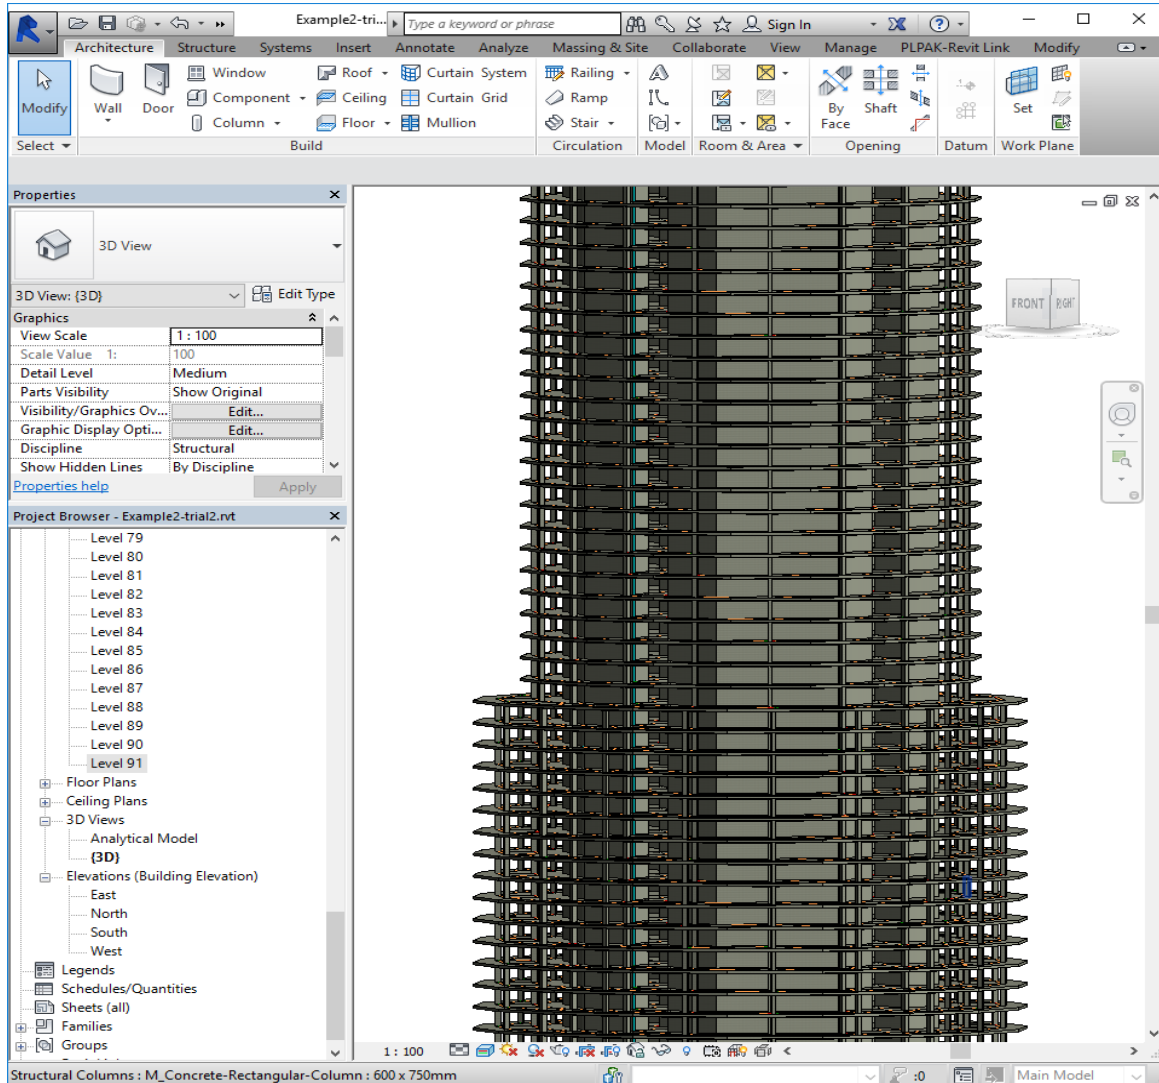 Example2-tri... Type a keyword or phrase Sign In
Architecture Structure Systems Insert Annotate Analyze Massing & Site Collaborate View Manage PLPAK-Revit Link Modify
Modify Wall Door
Window
Component
Column
Roof
Ceiling
Floor
Curtain System
Curtain Grid
Mullion
Railing
Ramp
Stair
By Face
Shaft
Set
Select Build Circulation Model Room & Area Opening Datum Work Plane
Properties
3D View
3D View: {3D} Edit Type
Graphics
View Scale 1 : 100
Scale Value 1: 100
Detail Level Medium
Parts Visibility Show Original
Visibility/Graphics Ov... Edit...
Graphic Display Opti... Edit...
Discipline Structural
Show Hidden Lines By Discipline
Properties help Apply
Project Browser - Example2-trial2.rvt
Level 79
Level 80
Level 81
Level 82
Level 83
Level 84
Level 85
Level 86
Level 87
Level 88
Level 89
Level 90
Level 91
Floor Plans
Ceiling Plans
3D Views
Analytical Model
{3D}
Elevations (Building Elevation)
East
North
South
West
Legends
Schedules/Quantities
Sheets (all)
Families
Groups
FRONT RIGHT
1 : 100
Structural Columns : M_Concrete-Rectangular-Column : 600 x 750mm
:0 Main Model